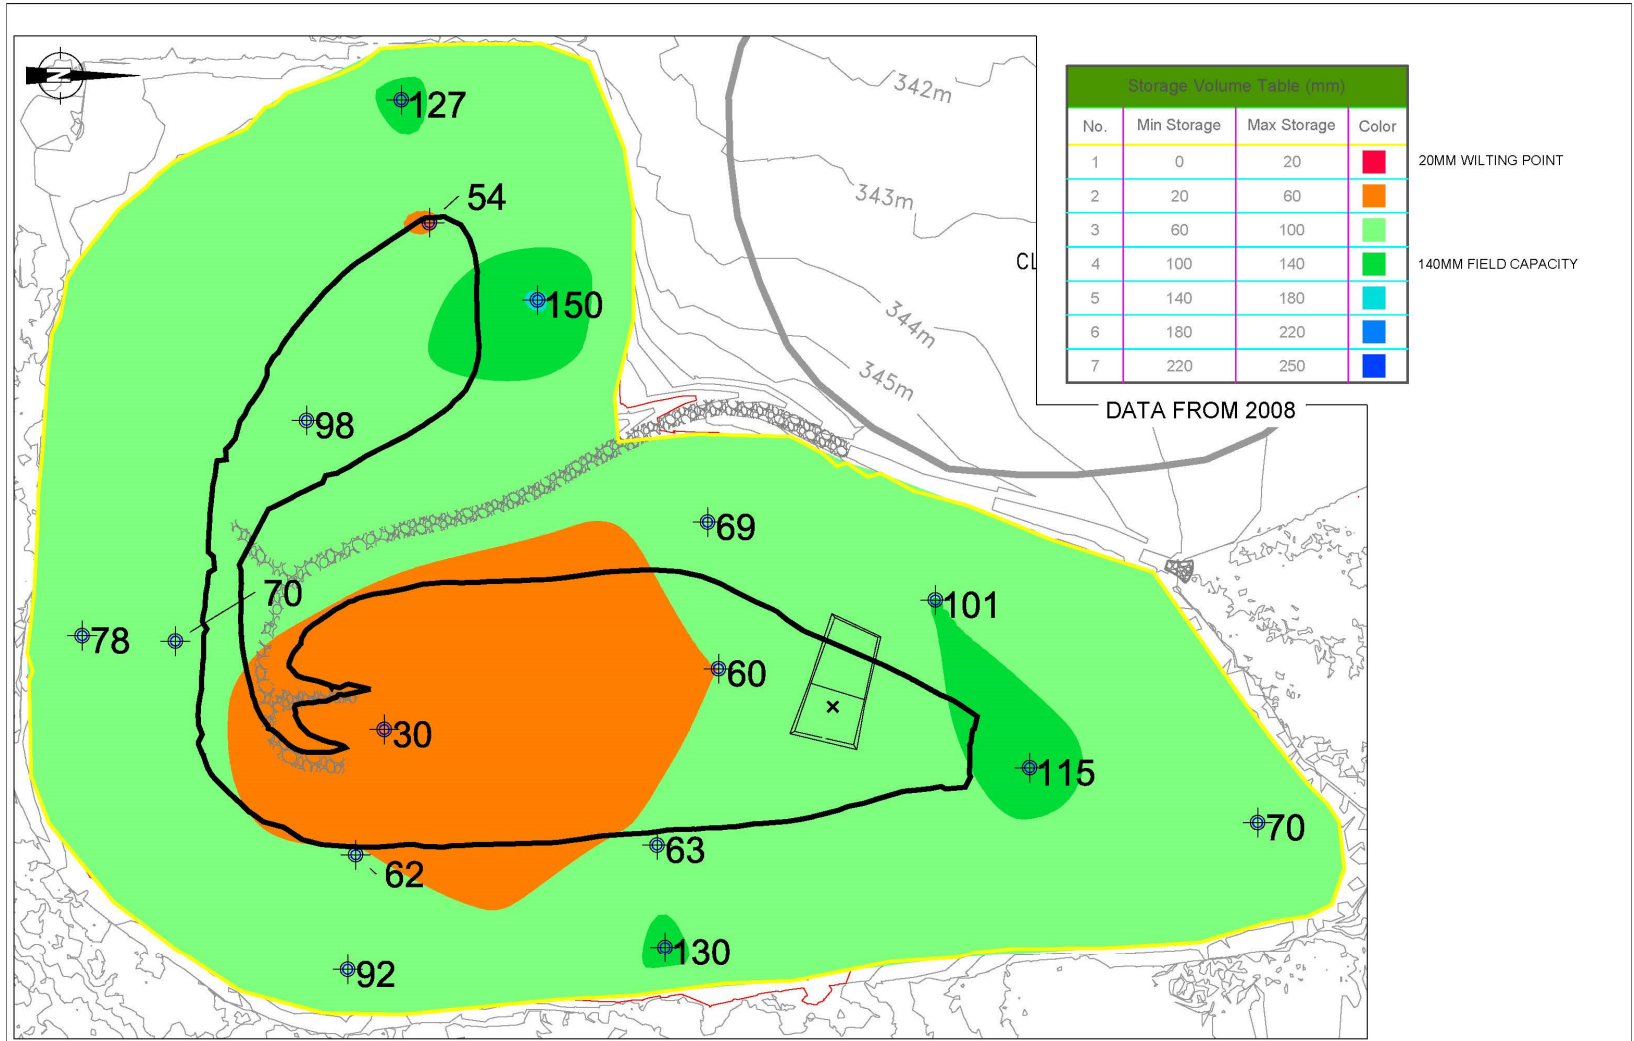 N
342m
343m
344m
345m
CL
Storage Volume Table (mm)
No. Min Storage Max Storage Color
1 0 20
2 20 60
3 60 100
4 100 140
5 140 180
6 180 220
7 220 250
20MM WILTING POINT
140MM FIELD CAPACITY
DATA FROM 2008
127
54
150
98
69
70
101
78
60
30
115
70
63
62
130
92